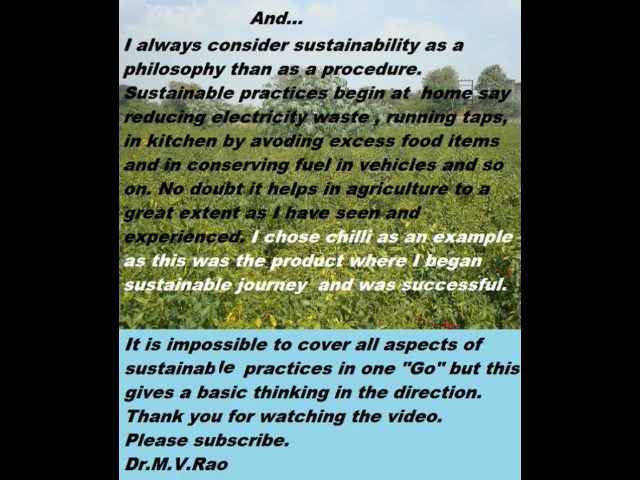 And...
I always consider sustainability as a
philosophy than as a procedure.
Sustainable practices begin at home say
reducing electricity waste , running taps,
in kitchen by avoding excess food items
and in conserving fuel in vehicles and so
on. No doubt it helps in agriculture to a
great extent as I have seen and
experienced. I chose chilli as an example
as this was the product where I began
sustainable journey and was successful.
It is impossible to cover all aspects of
sustainable practices in one "Go" but this
gives a basic thinking in the direction.
Thank you for watching the video.
Please subscribe.
Dr.M.V.Rao